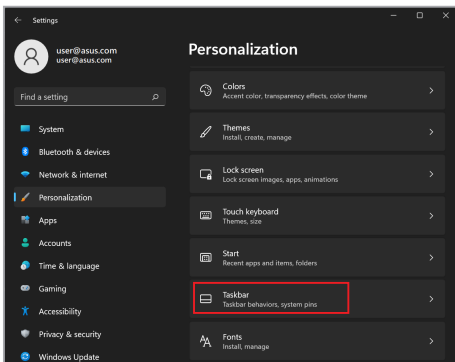 Settings
user@asus.com
user@asus.com
Find a setting
System
Bluetooth & devices
Network & internet
Personalization
Apps
Accounts
Time & language
Gaming
Accessibility
Privacy & security
Windows Update
Personalization
Colors
Accent color, transparency effects, color theme
Themes
Install, create, manage
Lock screen
Lock screen images, apps, animations
Touch keyboard
Themes, size
Start
Recent apps and items, folders
Taskbar
Taskbar behaviors, system pins
Fonts
Install, manage